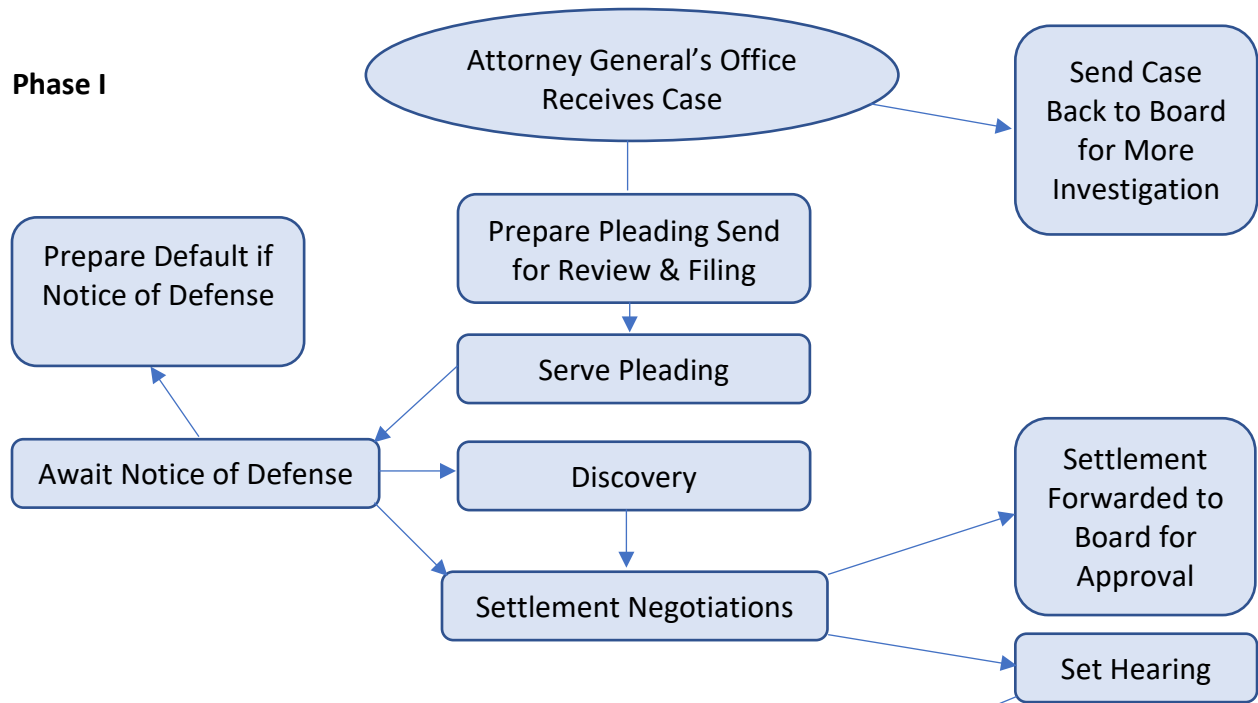 Phase I
Attorney General’s Office
Receives Case
Send Case
Back to Board
for More
Investigation
Prepare Pleading Send
for Review & Filing
Prepare Default if
Notice of Defense
Serve Pleading
Await Notice of Defense
Discovery
Settlement
Forwarded to
Board for
Approval
Settlement Negotiations
Set Hearing